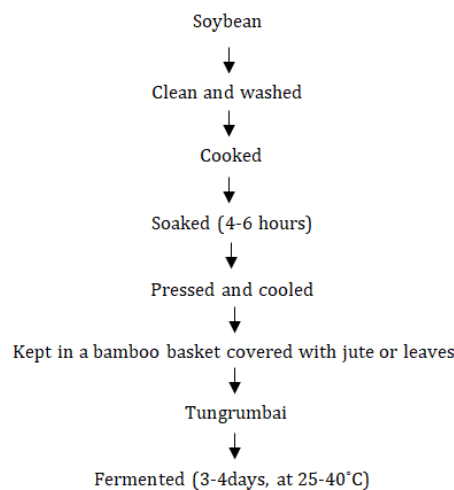 Soybean
Clean and washed
Cooked
Soaked (4-6 hours)
Pressed and cooled
Kept in a bamboo basket covered with jute or leaves
Tungrumbai
Fermented (3-4days, at 25-40˚C)